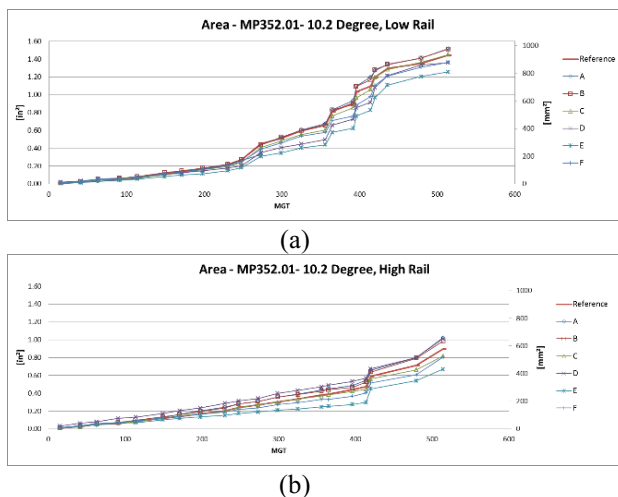 Area - MP352.01- 10.2 Degree, Low Rail
1.60
1.40
1.20
1.00
0.80
0.60
0.40
0.20
0.00
[in²]
1000
800
600
400
200
0
[mm²]
0 100 200 300 400 500 600
MGT
Reference
A
B
C
D
E
F
(a)
Area - MP352.01- 10.2 Degree, High Rail
1.60
1.40
1.20
1.00
0.80
0.60
0.40
0.20
0.00
[in²]
1000
800
600
400
200
0
[mm²]
0 100 200 300 400 500 600
MGT
Reference
A
B
C
D
E
F
(b)